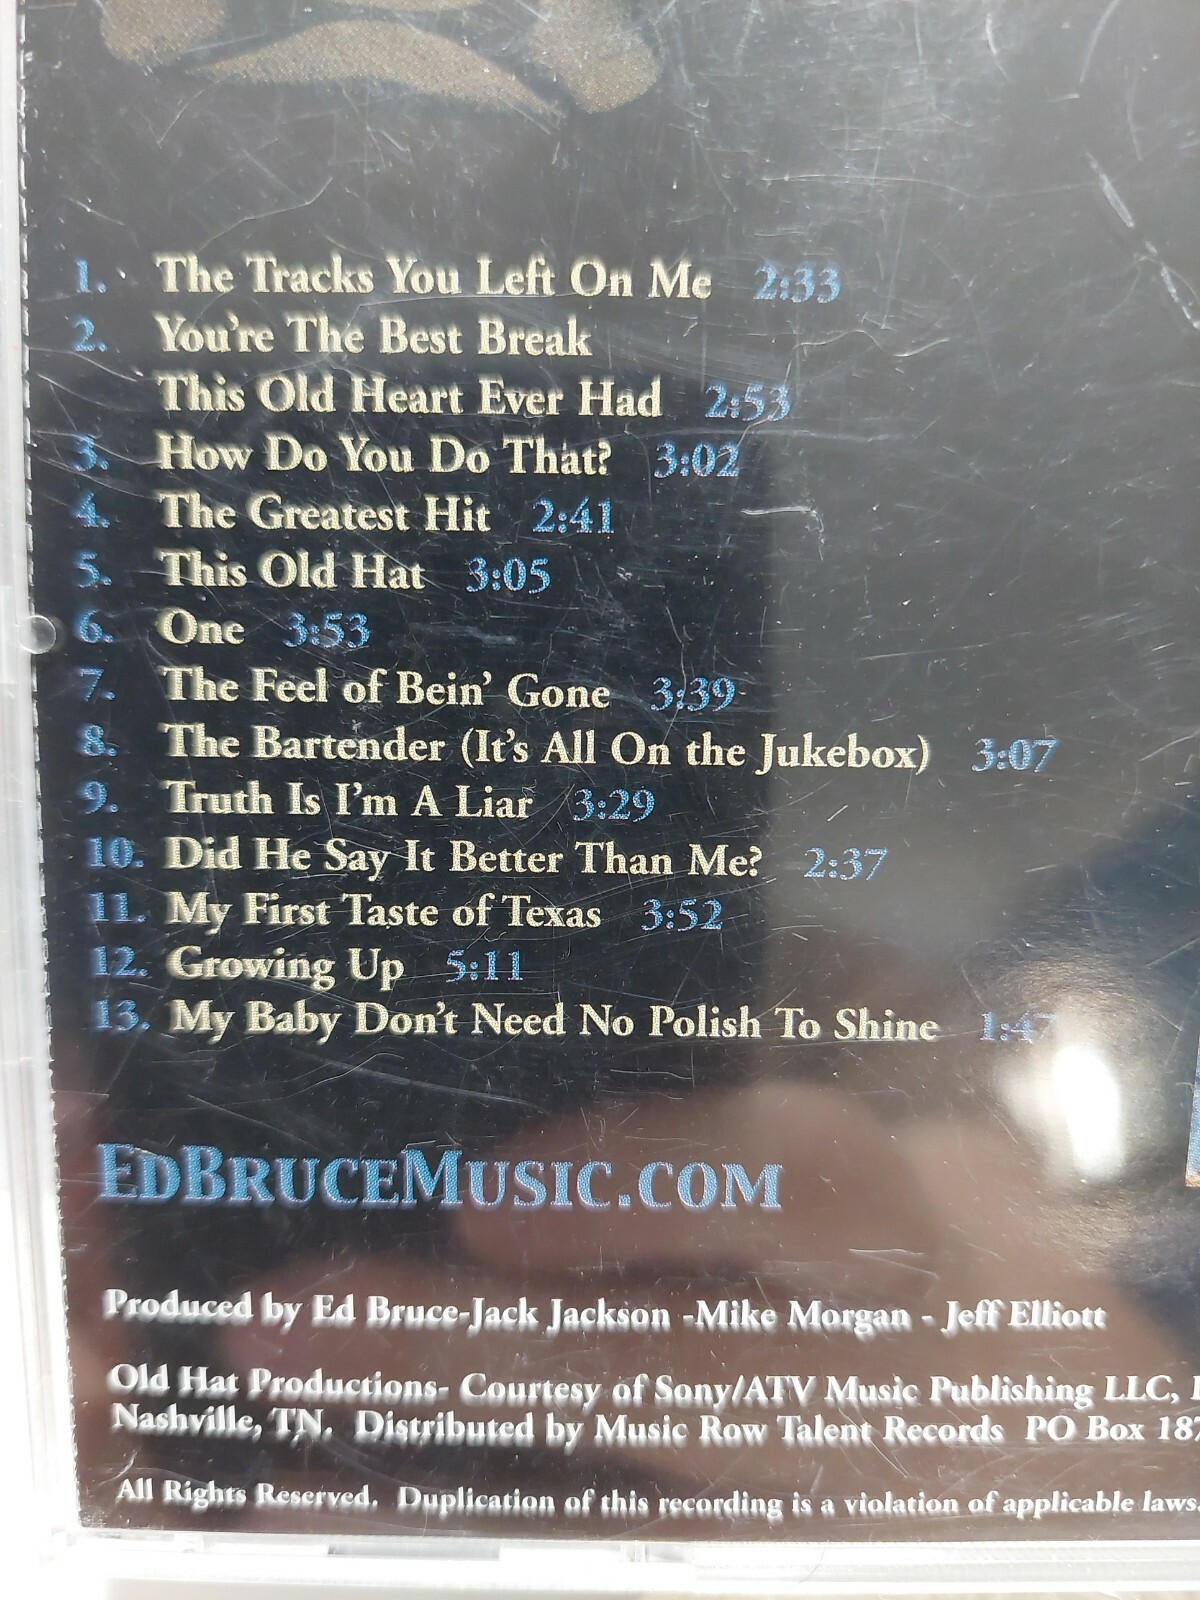 1. The Tracks You Left On Me 2:33
2. You're The Best Break
This Old Heart Ever Had 2:53
3. How Do You Do That? 3:02
4. The Greatest Hit 2:41
5. This Old Hat 3:05
6. One 3:53
7. The Feel of Bein' Gone 3:39
8. The Bartender (It's All On the Jukebox) 3:07
9. Truth Is I'm A Liar 3:29
10. Did He Say It Better Than Me? 2:37
11. My First Taste of Texas 3:52
12. Growing Up 5:11
13. My Baby Don't Need No Polish To Shine 1:47
EDBRUCEMUSIC.COM
Produced by Ed Bruce-Jack Jackson -Mike Morgan - Jeff Elliott
Old Hat Productions- Courtesy of Sony/ATV Music Publishing LLC,
Nashville, TN. Distributed by Music Row Talent Records PO Box 187
All Rights Reserved. Duplication of this recording is a violation of applicable laws.